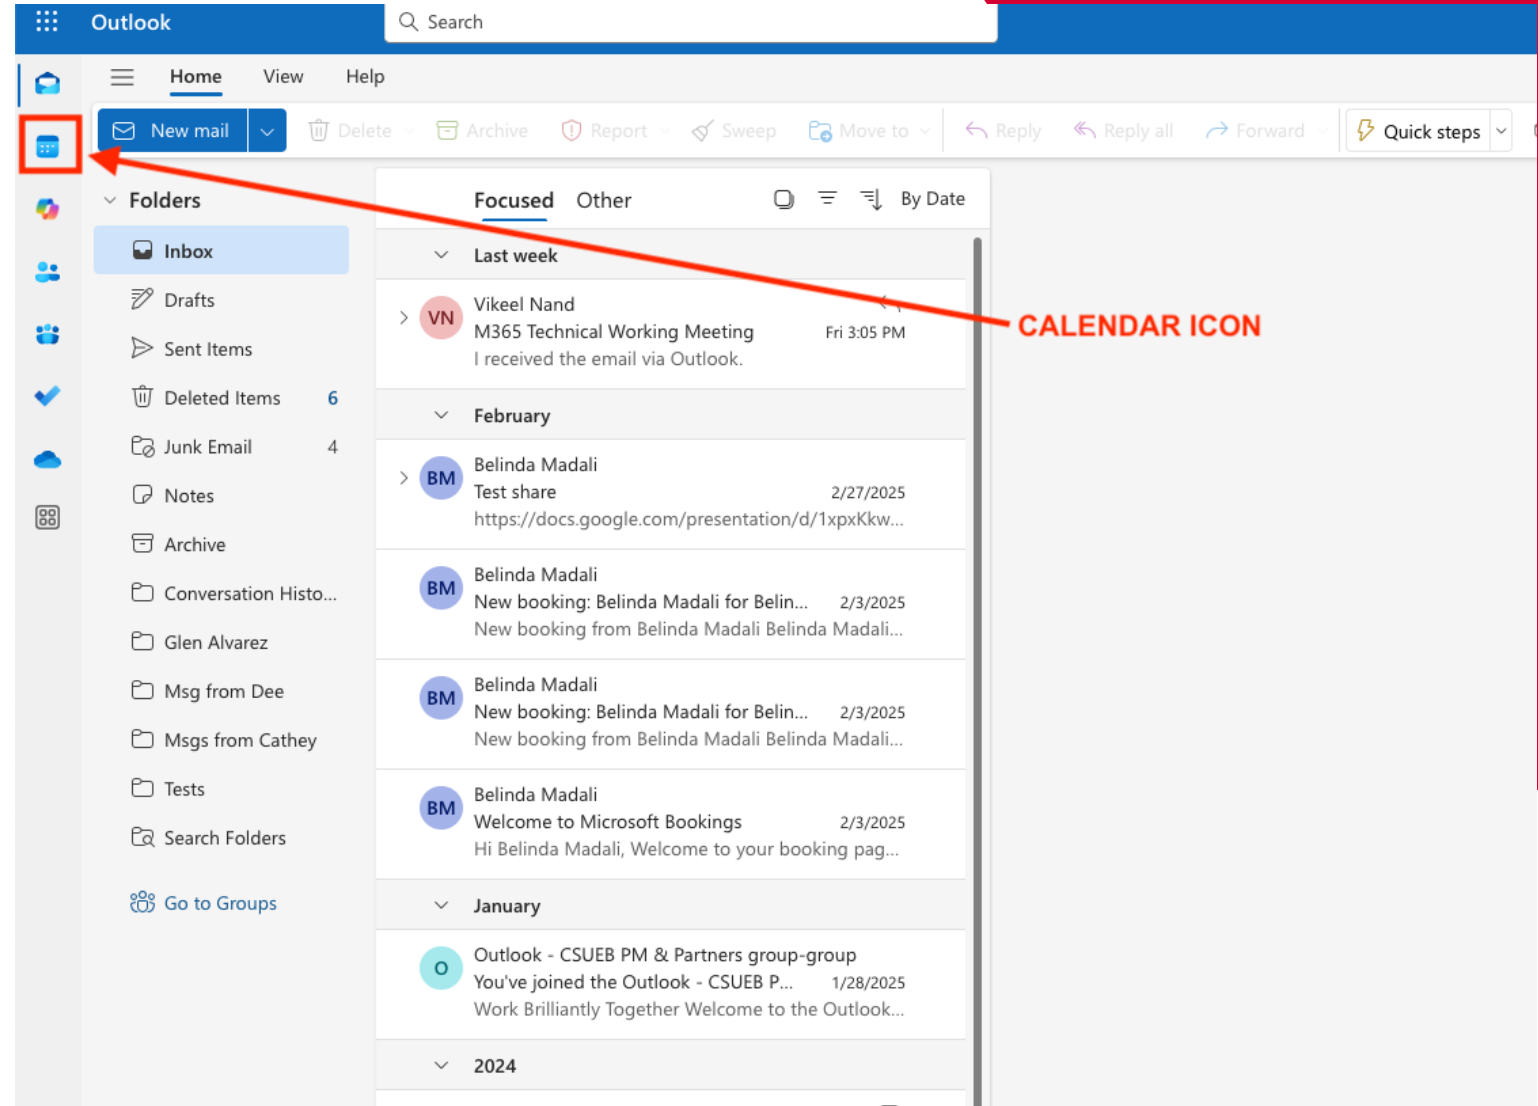 Outlook
Search
Home View Help
New mail Delete Archive Report Sweep Move to Reply Reply all Forward Quick steps
Folders
Inbox
Drafts
Sent Items
Deleted Items 6
Junk Email 4
Notes
Archive
Conversation Histo...
Glen Alvarez
Msg from Dee
Msgs from Cathey
Tests
Search Folders
Go to Groups
Focused Other By Date
Last week
VN
Vikeel Nand
M365 Technical Working Meeting Fri 3:05 PM
I received the email via Outlook.
February
BM
Belinda Madali
Test share 2/27/2025
https://docs.google.com/presentation/d/1xpxKkw...
BM
Belinda Madali
New booking: Belinda Madali for Belin... 2/3/2025
New booking from Belinda Madali Belinda Madali...
BM
Belinda Madali
New booking: Belinda Madali for Belin... 2/3/2025
New booking from Belinda Madali Belinda Madali...
BM
Belinda Madali
Welcome to Microsoft Bookings 2/3/2025
Hi Belinda Madali, Welcome to your booking pag...
January
O
Outlook - CSUEB PM & Partners group-group
You've joined the Outlook - CSUEB P... 1/28/2025
Work Brilliantly Together Welcome to the Outlook...
2024
CALENDAR ICON